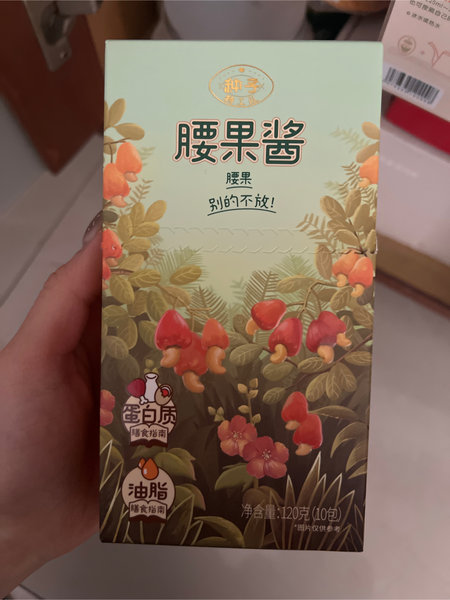 种子
腰果酱
腰果
别的不放!
蛋白质
膳食指南
油脂
膳食指南
净含量:120克(10包)
*图片仅供参考